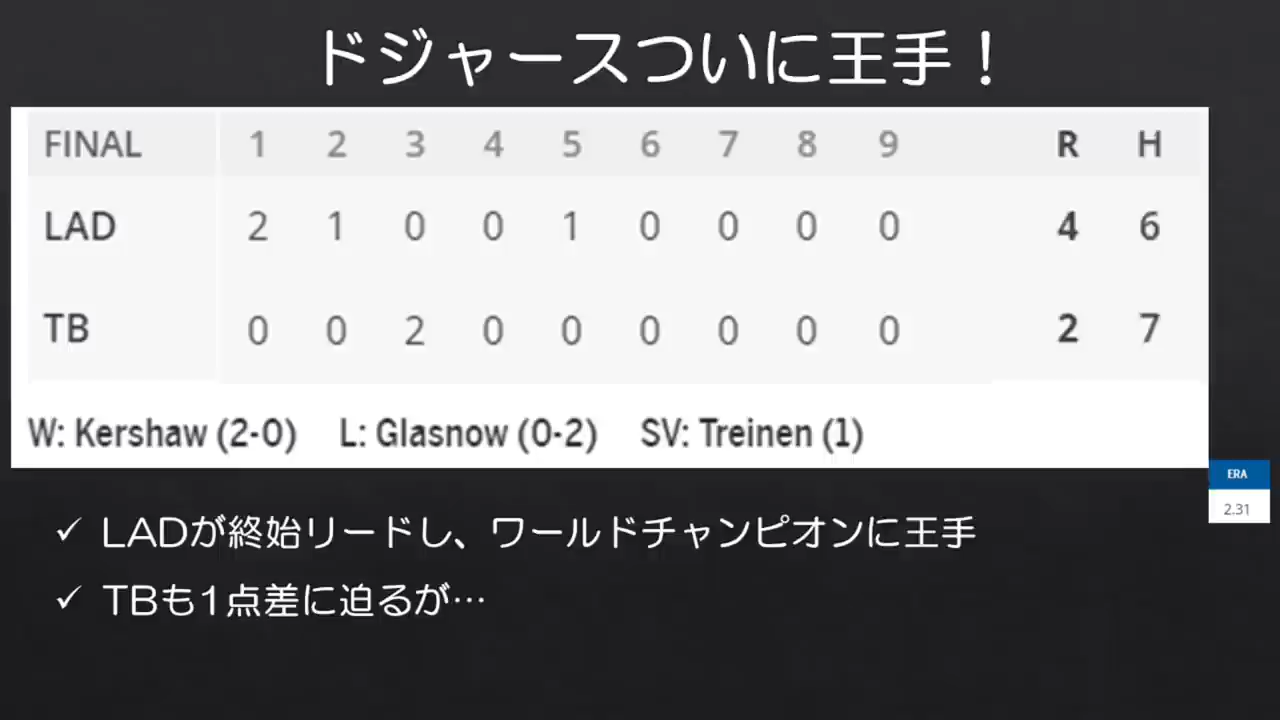 ドジャースついに王手！
FINAL 1 2 3 4 5 6 7 8 9 R H
LAD 2 1 0 0 1 0 0 0 0 4 6
TB 0 0 2 0 0 0 0 0 0 2 7
W: Kershaw (2-0) L: Glasnow (0-2) SV: Treinen (1)
ERA
2.31
✓ LADが終始リードし、ワールドチャンピオンに王手
✓ TBも1点差に迫るが…